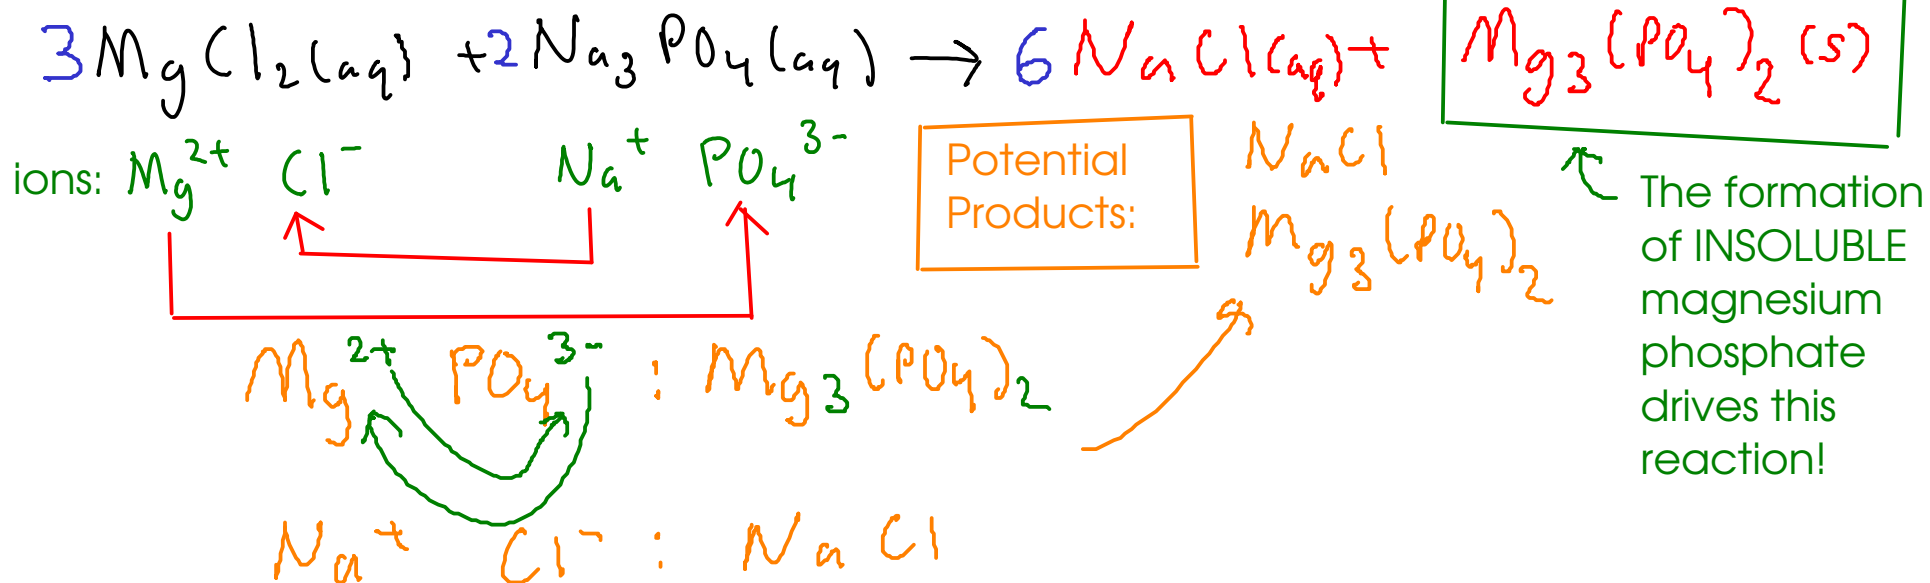 3MgCl₂(aq) + 2Na₃PO₄(aq) → 6NaCl(aq) + Mg₃(PO₄)₂(s)
ions: Mg²⁺ Cl⁻ Na⁺ PO₄³⁻
Potential
Products:
NaCl
Mg₃(PO₄)₂
The formation
of INSOLUBLE
magnesium
phosphate
drives this
reaction!
Mg²⁺ PO₄³⁻ : Mg₃(PO₄)₂
Na⁺ Cl⁻ : NaCl